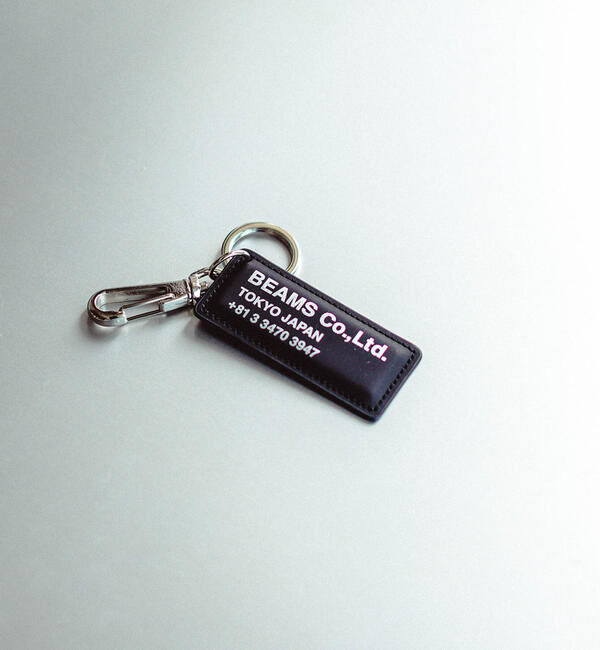 BEAMS Co.,Ltd.
TOKYO JAPAN
+81 3 3470 3947